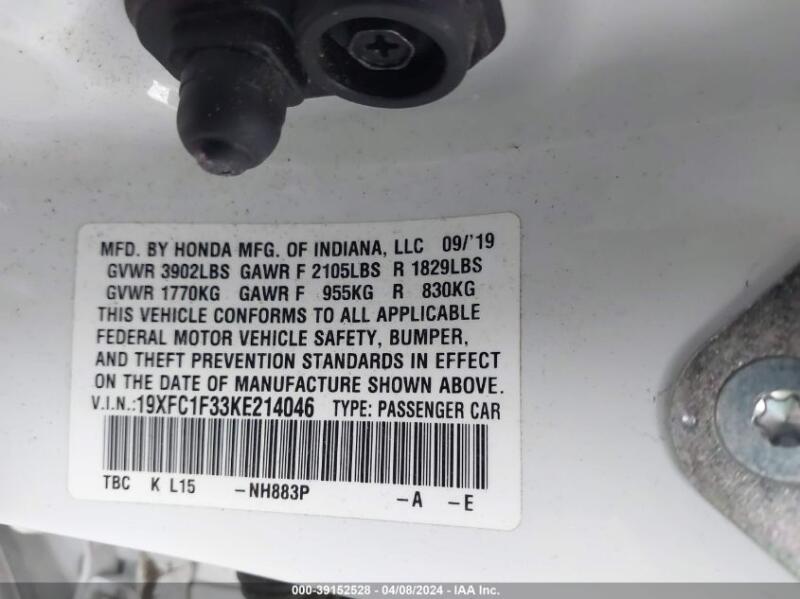 MFD. BY HONDA MFG. OF INDIANA, LLC 09/'19
GVWR 3902LBS GAWR F 2105LBS R 1829LBS
GVWR 1770KG GAWR F 955KG R 830KG
THIS VEHICLE CONFORMS TO ALL APPLICABLE
FEDERAL MOTOR VEHICLE SAFETY, BUMPER,
AND THEFT PREVENTION STANDARDS IN EFFECT
ON THE DATE OF MANUFACTURE SHOWN ABOVE.
V.I.N.:19XFC1F33KE214046 TYPE: PASSENGER CAR
TBC K L15 -NH883P -A -E
000-39152528 - 04/08/2024 - IAA Inc.